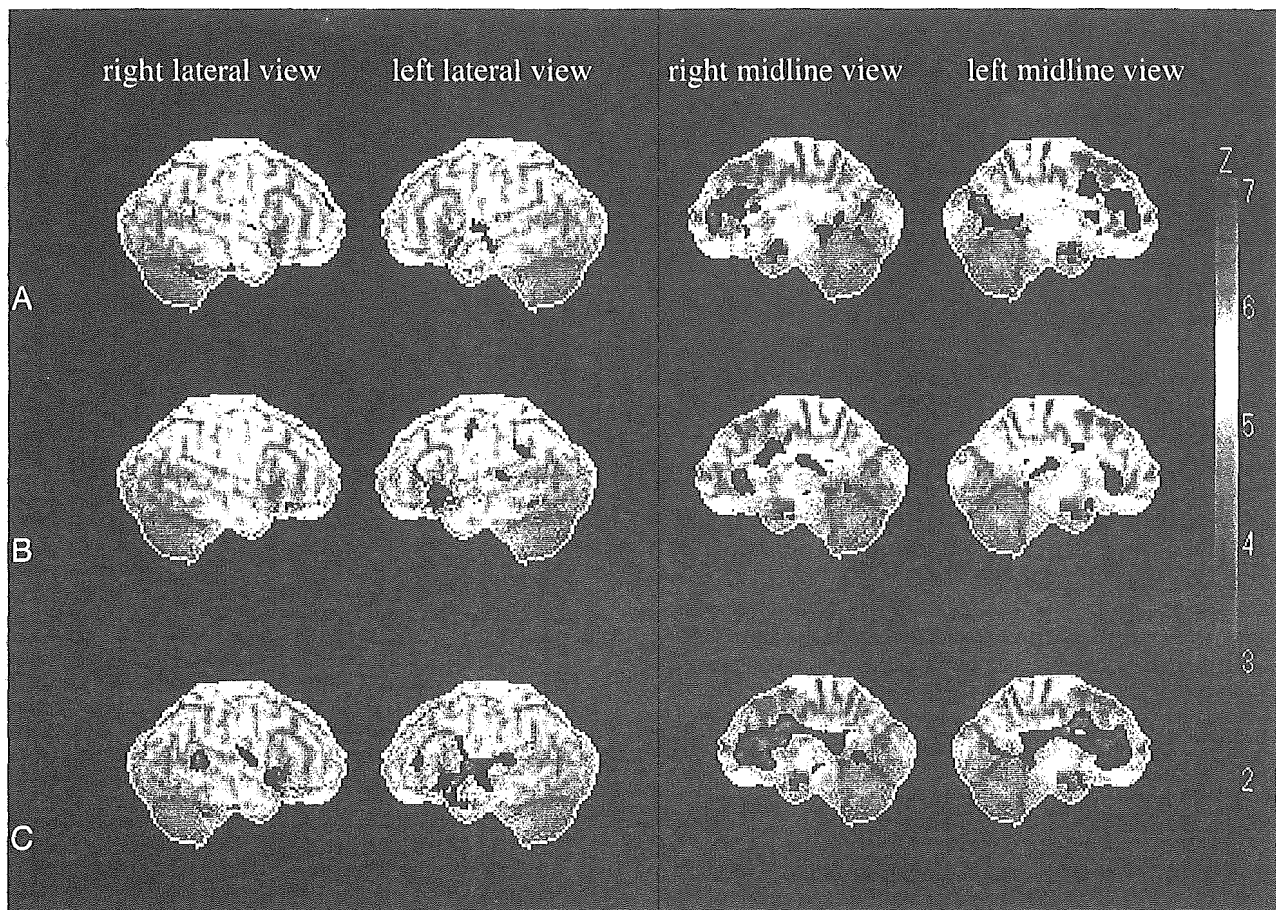 right lateral view
left lateral view
right midline view
left midline view
Z
7
6
5
4
3
2
A
B
C